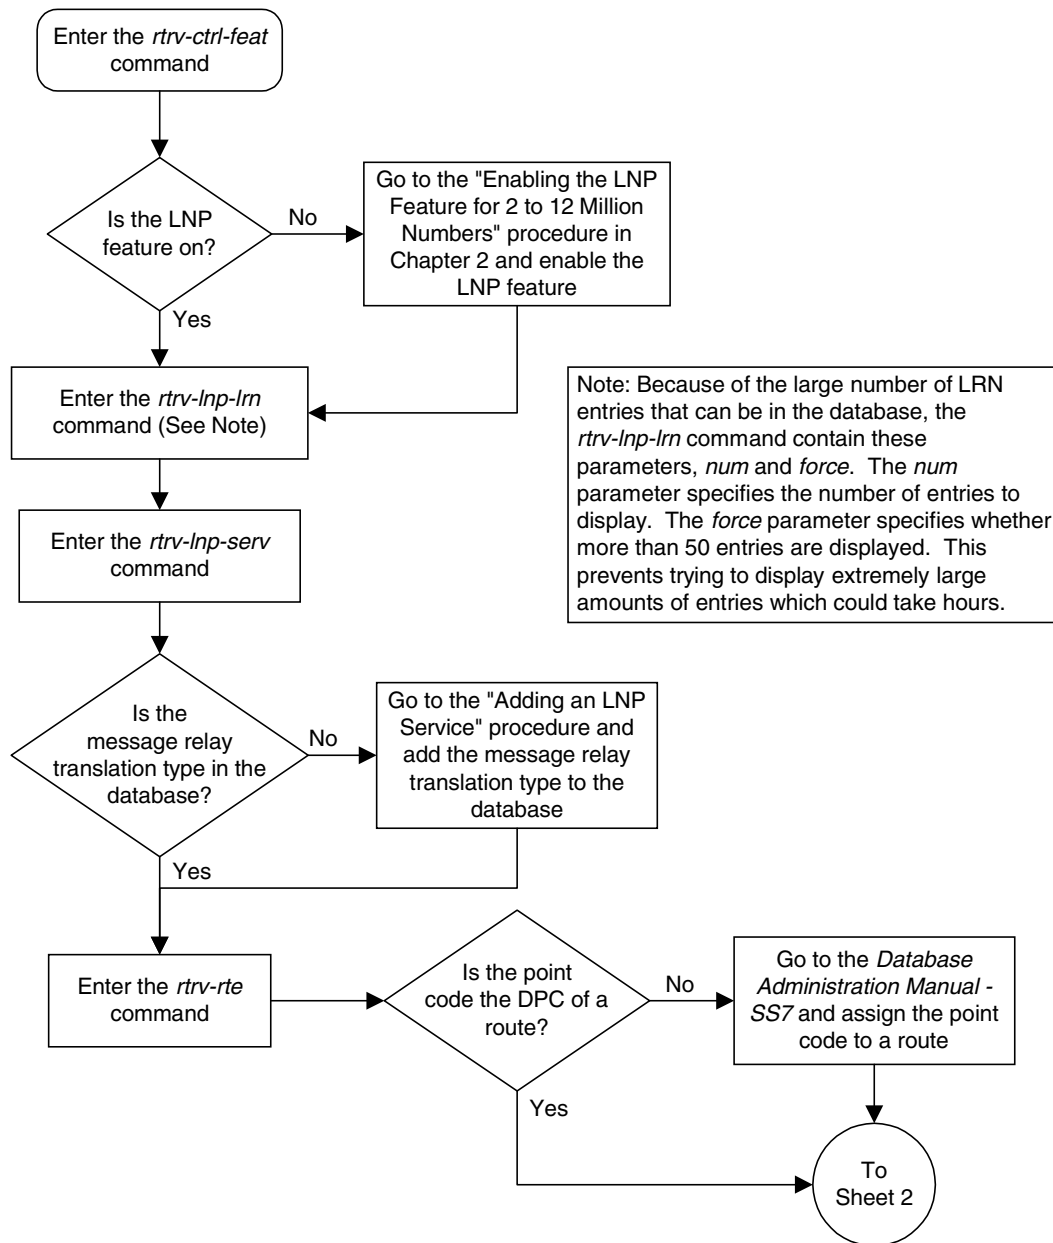 Enter the rtrv-ctrl-feat
command
Is the LNP
feature on?
No
Yes
Go to the "Enabling the LNP
Feature for 2 to 12 Million
Numbers" procedure in
Chapter 2 and enable the
LNP feature
Enter the rtrv-lnp-lrn
command (See Note)
Note: Because of the large number of LRN
entries that can be in the database, the
rtrv-lnp-lrn command contain these
parameters, num and force. The num
parameter specifies the number of entries to
display. The force parameter specifies whether
more than 50 entries are displayed. This
prevents trying to display extremely large
amounts of entries which could take hours.
Enter the rtrv-lnp-serv
command
Is the
message relay
translation type in the
database?
No
Yes
Go to the "Adding an LNP
Service" procedure and
add the message relay
translation type to the
database
Enter the rtrv-rte
command
Is the point
code the DPC of a
route?
No
Yes
Go to the Database
Administration Manual -
SS7 and assign the point
code to a route
To
Sheet 2